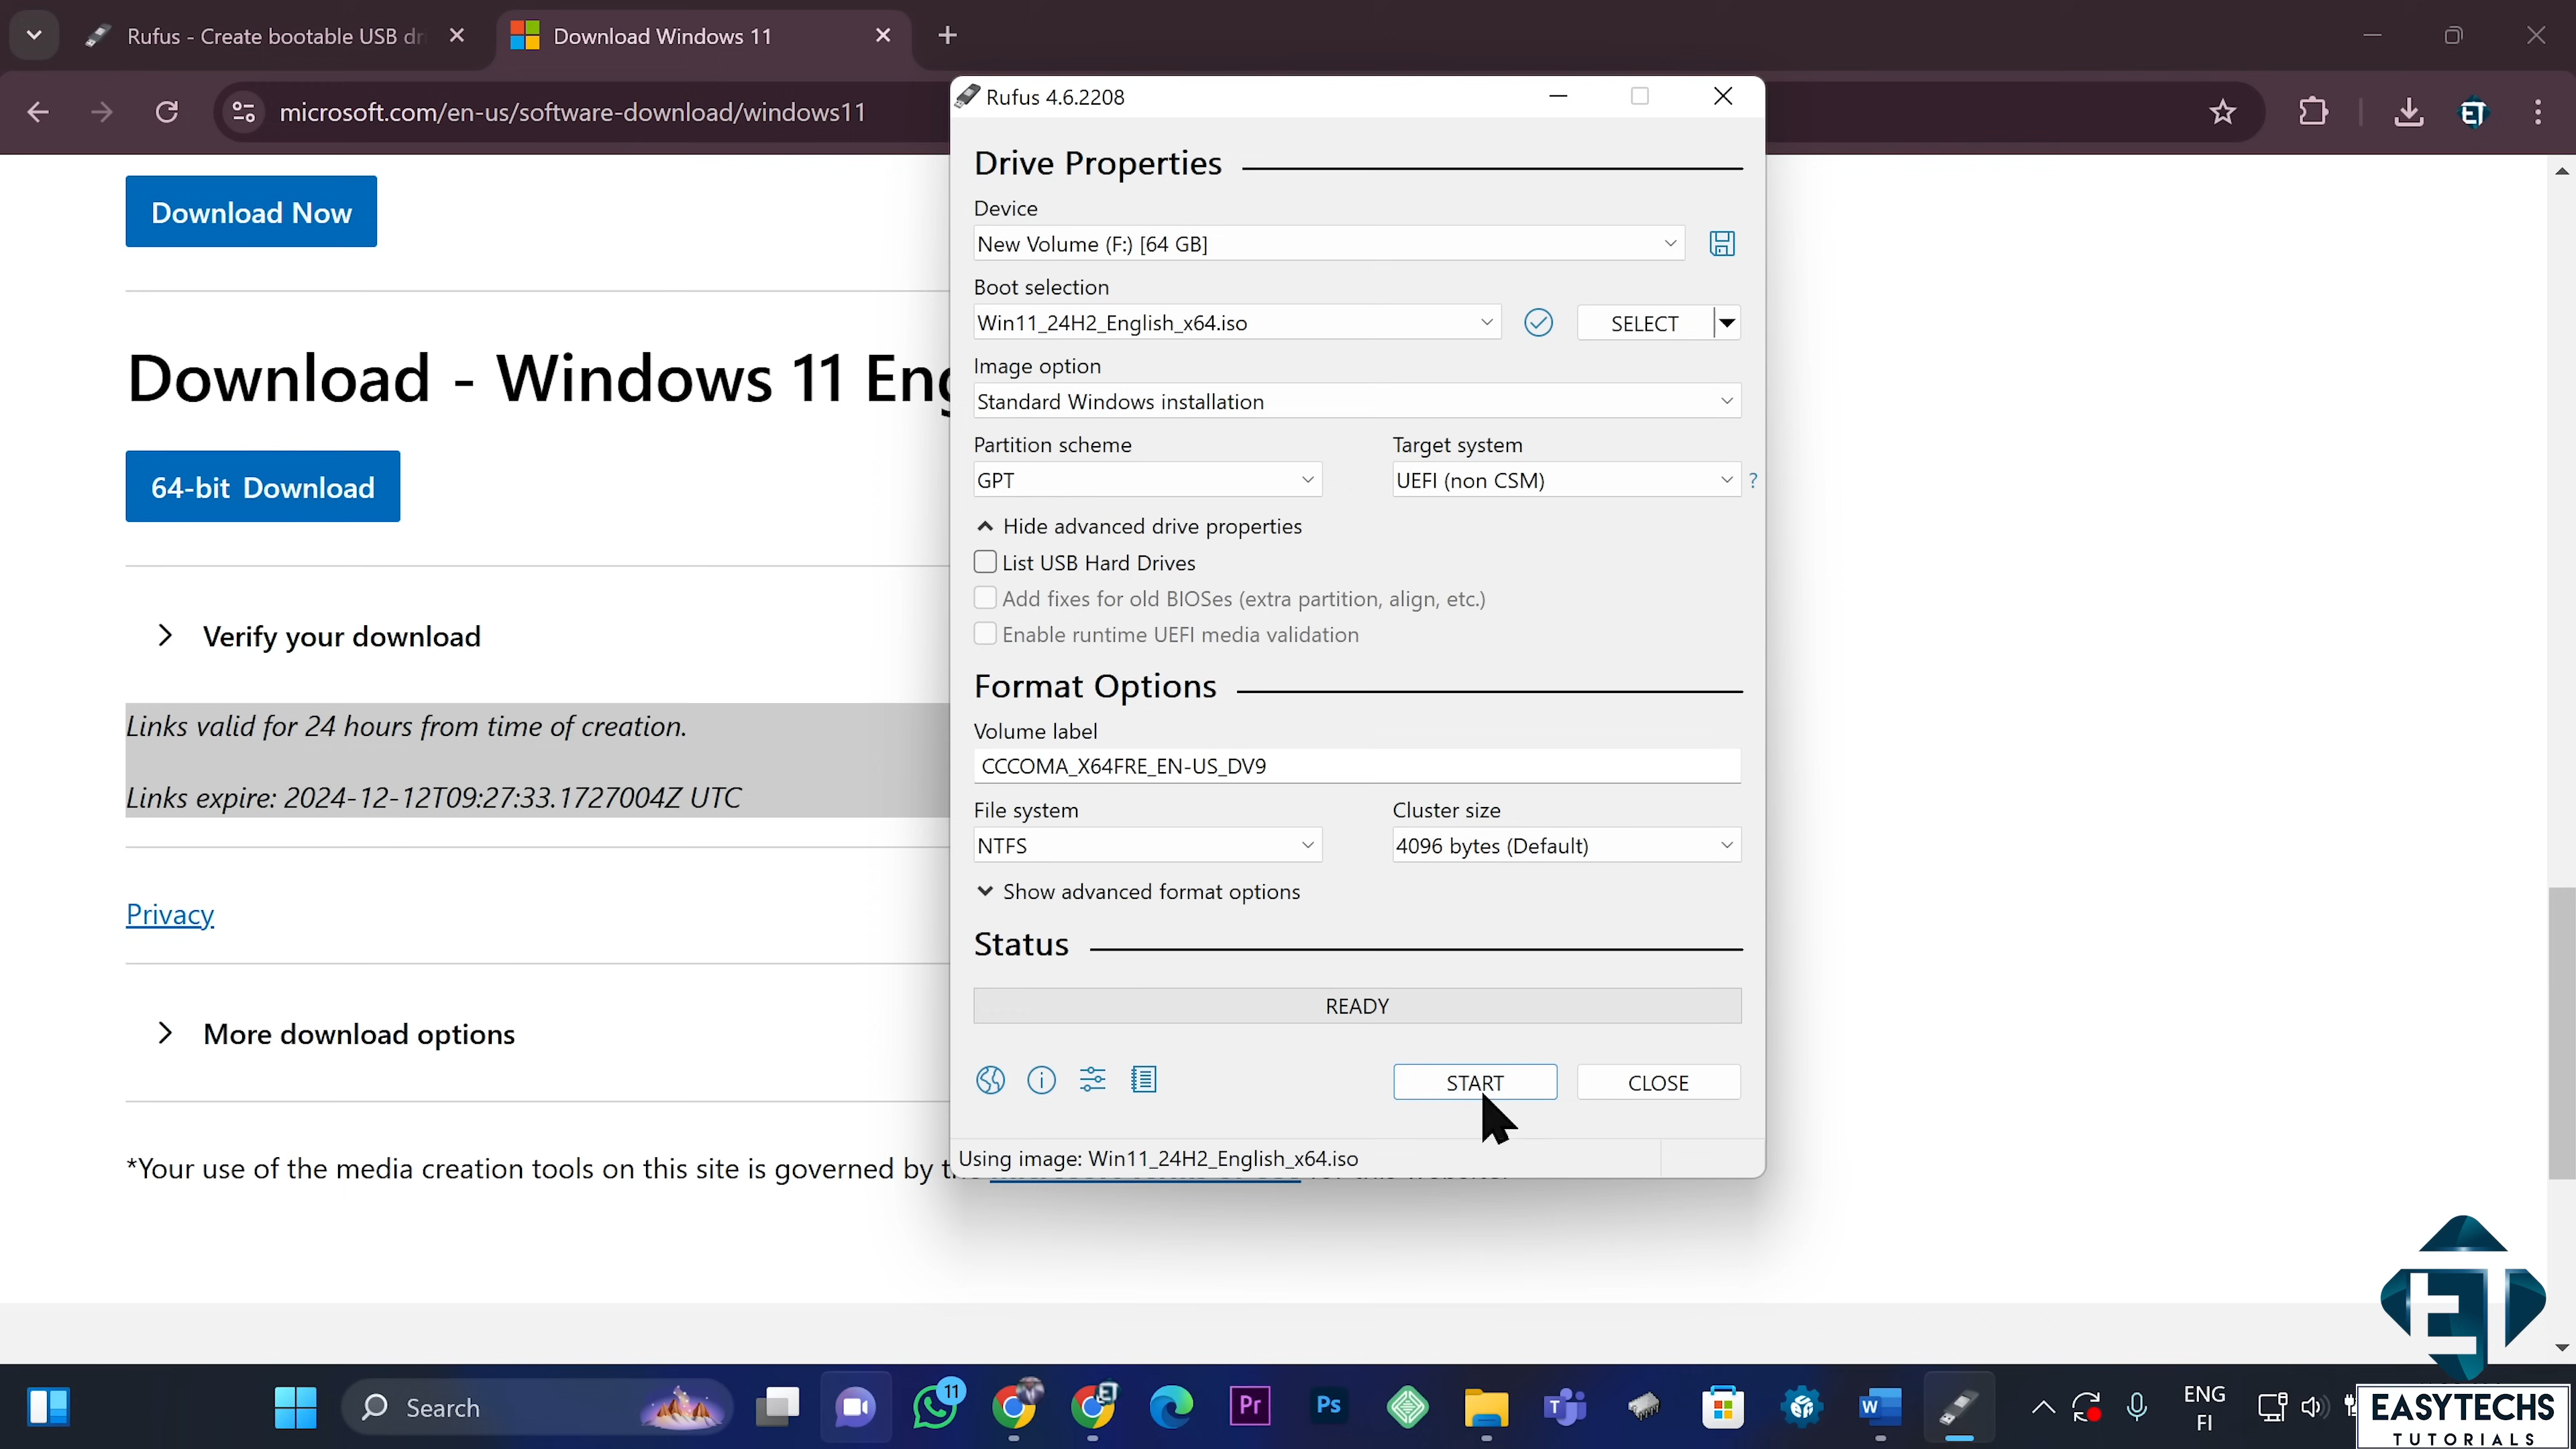 Rufus - Create bootable USB dri
Download Windows 11
microsoft.com/en-us/software-download/windows11
Download Now
Download - Windows 11 Eng
64-bit Download
Verify your download
Links valid for 24 hours from time of creation.
Links expire: 2024-12-12T09:27:33.1727004Z UTC
Privacy
More download options
*Your use of the media creation tools on this site is governed by
Rufus 4.6.2208
Drive Properties
Device
New Volume (F:) [64 GB]
Boot selection
Win11_24H2_English_x64.iso
SELECT
Image option
Standard Windows installation
Partition scheme
Target system
GPT
UEFI (non CSM)
?
Hide advanced drive properties
List USB Hard Drives
Add fixes for old BIOSes (extra partition, align, etc.)
Enable runtime UEFI media validation
Format Options
Volume label
CCCOMA_X64FRE_EN-US_DV9
File system
Cluster size
NTFS
4096 bytes (Default)
Show advanced format options
Status
READY
START
CLOSE
Using image: Win11_24H2_English_x64.iso
Search
11
Pr
Ps
T
W
ENG
FI
ET
EASYTECHS
TUTORIALS